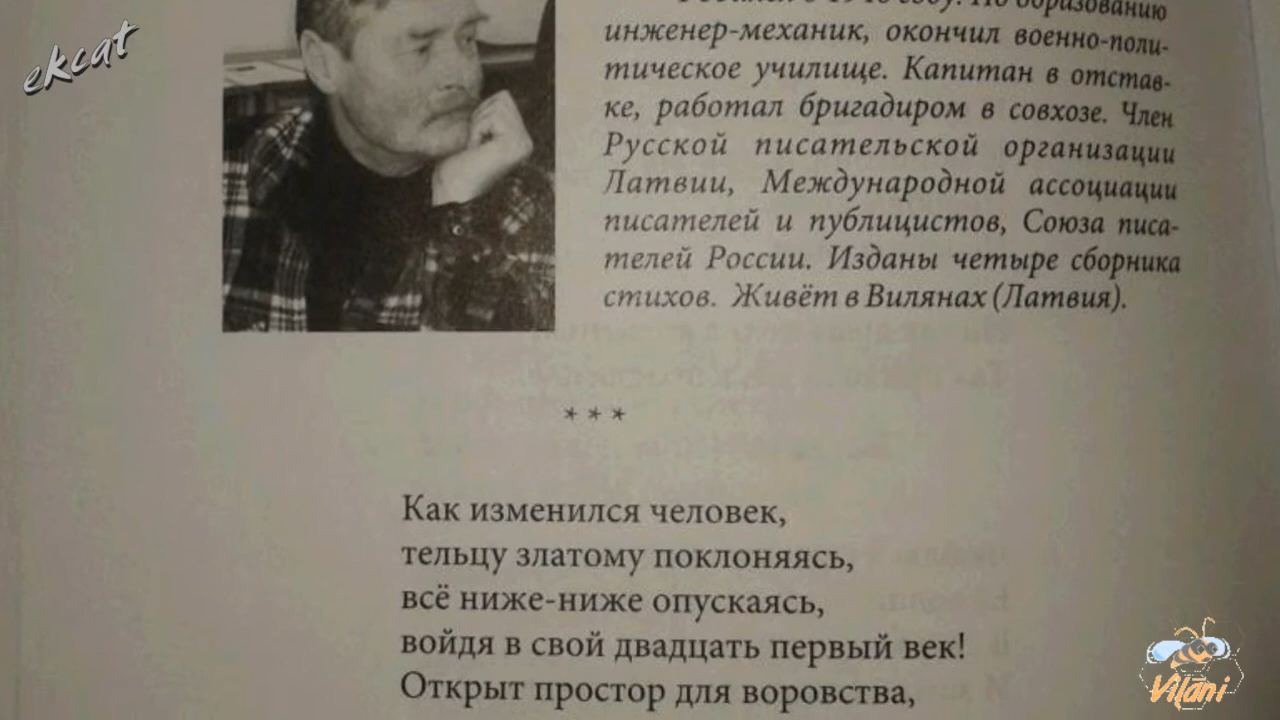 ekcat
инженер-механик, окончил военно-поли-
тическое училище. Капитан в отстав-
ке, работал бригадиром в совхозе. Член
Русской писательской организации
Латвии, Международной ассоциации
писателей и публицистов, Союза писа-
телей России. Изданы четыре сборника
стихов. Живёт в Вилянах (Латвия).
* * *
Как изменился человек,
тельцу златому поклоняясь,
всё ниже-ниже опускаясь,
войдя в свой двадцать первый век!
Открыт простор для воровства,
Vilāni